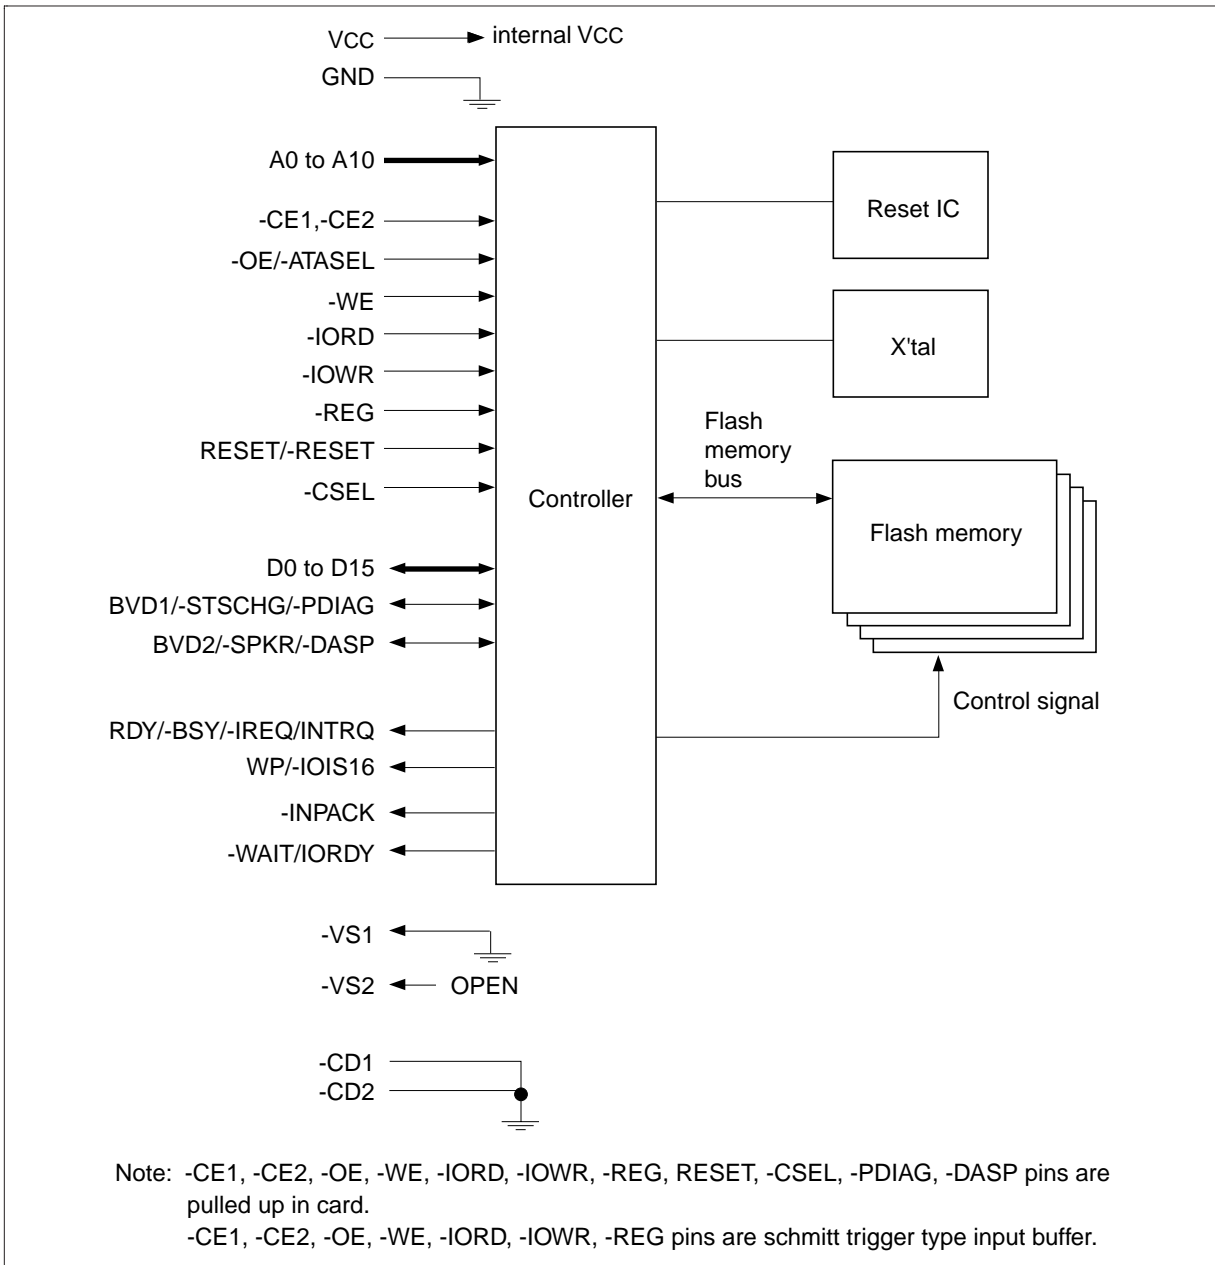 VCC
internal VCC
GND
A0 to A10
-CE1,-CE2
-OE/-ATASEL
-WE
-IORD
-IOWR
-REG
RESET/-RESET
-CSEL
D0 to D15
BVD1/-STSCHG/-PDIAG
BVD2/-SPKR/-DASP
RDY/-BSY/-IREQ/INTRQ
WP/-IOIS16
-INPACK
-WAIT/IORDY
Controller
Reset IC
X'tal
Flash
memory
bus
Flash memory
Control signal
-VS1
-VS2
OPEN
-CD1
-CD2
Note: -CE1, -CE2, -OE, -WE, -IORD, -IOWR, -REG, RESET, -CSEL, -PDIAG, -DASP pins are
pulled up in card.
-CE1, -CE2, -OE, -WE, -IORD, -IOWR, -REG pins are schmitt trigger type input buffer.